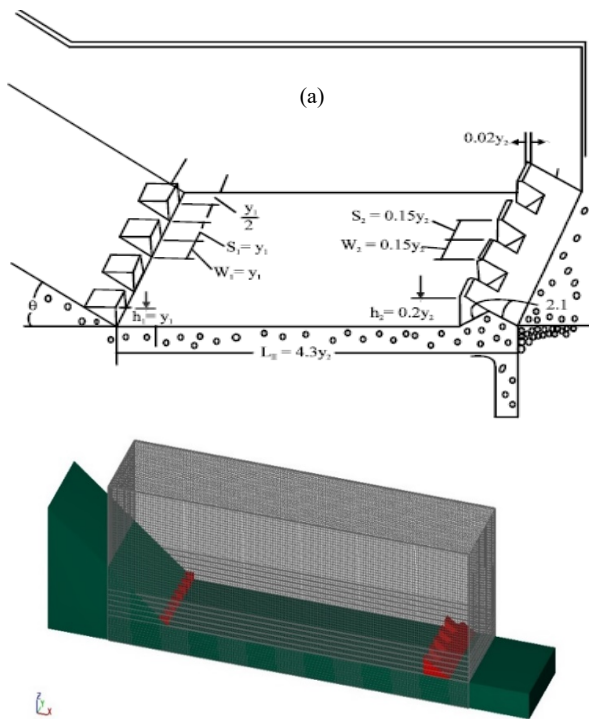 (a)
0.02y₂
y₁/2
S₁= y₁
W₁= y₁
S₂ = 0.15y₂
W₂ = 0.15y₂
θ
h₁= y₁
h₂= 0.2y₂
2.1
L_II = 4.3y₂
z
y
x